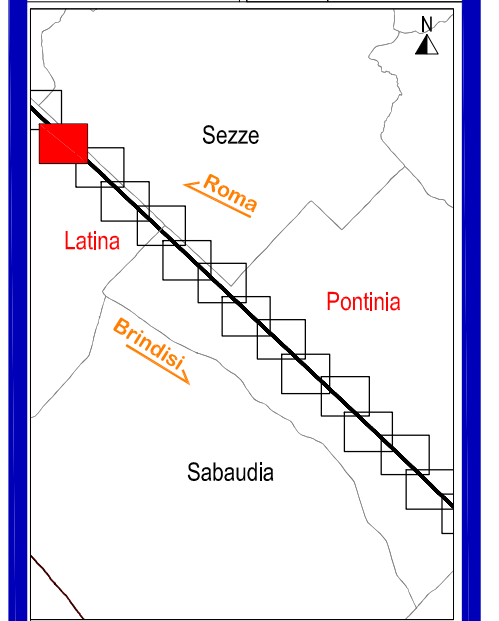 N
Sezze
Roma
Latina
Pontinia
Brindisi
Sabaudia